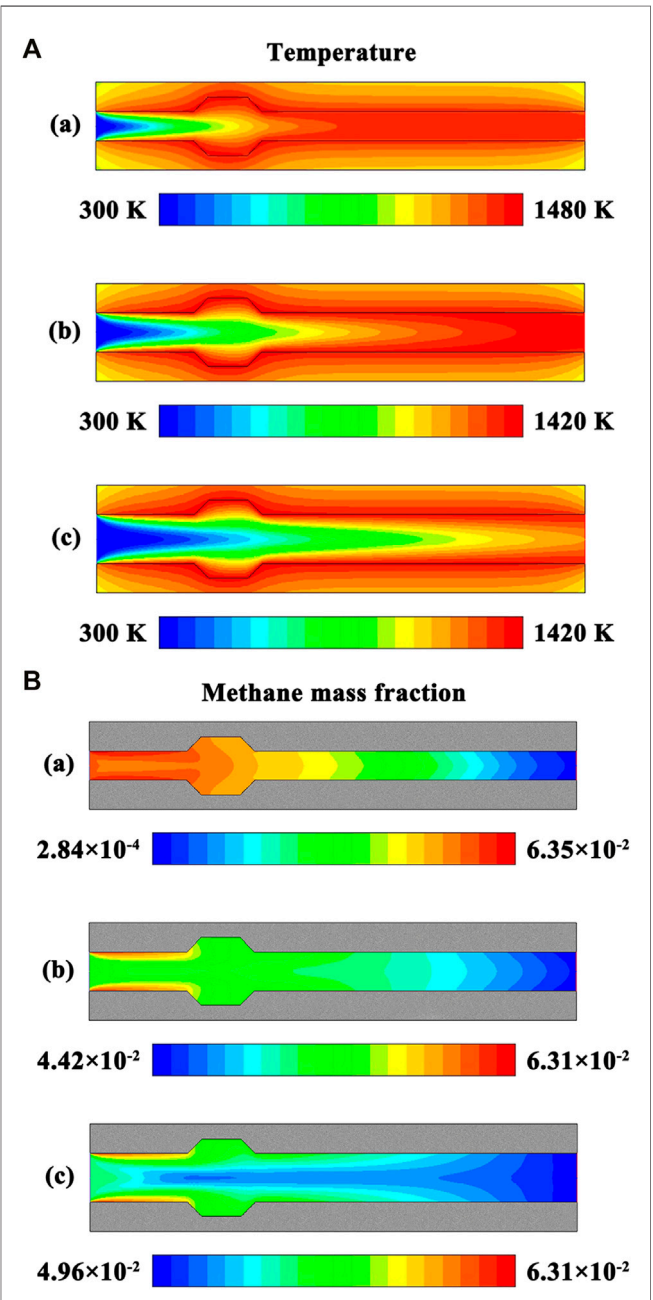 A
Temperature
(a)
300 K 1480 K
(b)
300 K 1420 K
(c)
300 K 1420 K
B
Methane mass fraction
(a)
2.84×10⁻⁴ 6.35×10⁻²
(b)
4.42×10⁻² 6.31×10⁻²
(c)
4.96×10⁻² 6.31×10⁻²